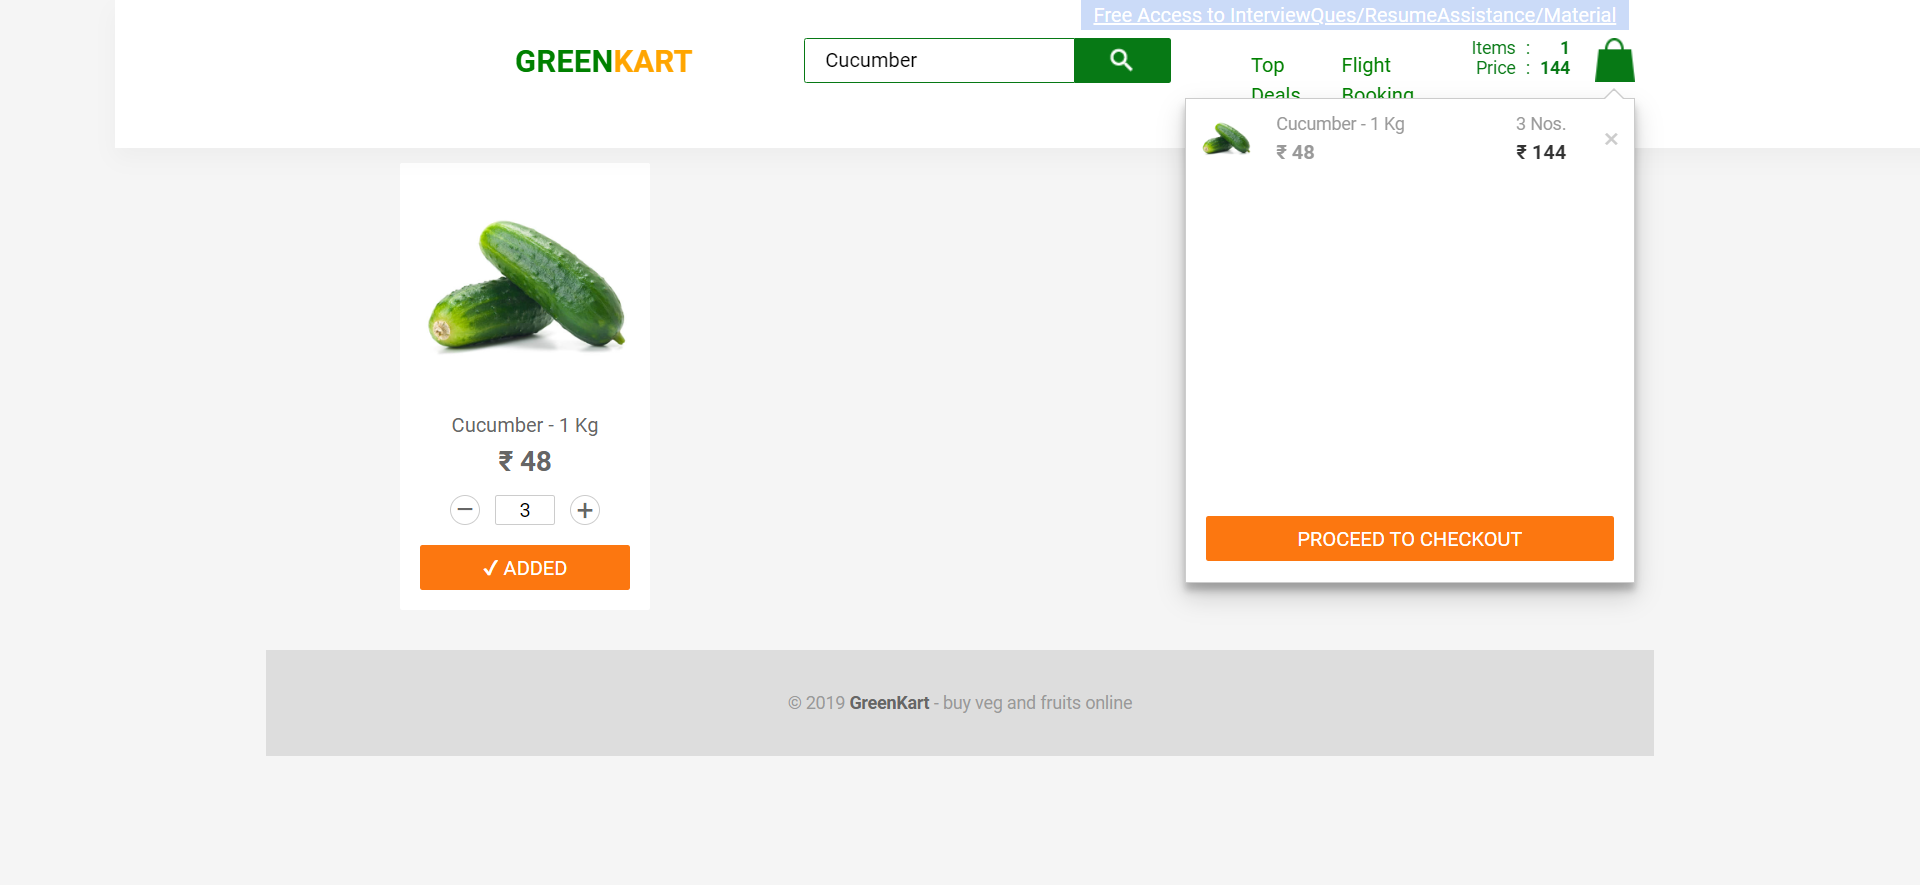 Free Access to InterviewQues/ResumeAssistance/Material
GREENKART
Cucumber
Top Deals
Flight Booking
Items : 1
Price : 144
Cucumber - 1 Kg
₹ 48
3 Nos.
₹ 144
×
PROCEED TO CHECKOUT
Cucumber - 1 Kg
₹ 48
− 3 +
✓ ADDED
© 2019 GreenKart - buy veg and fruits online